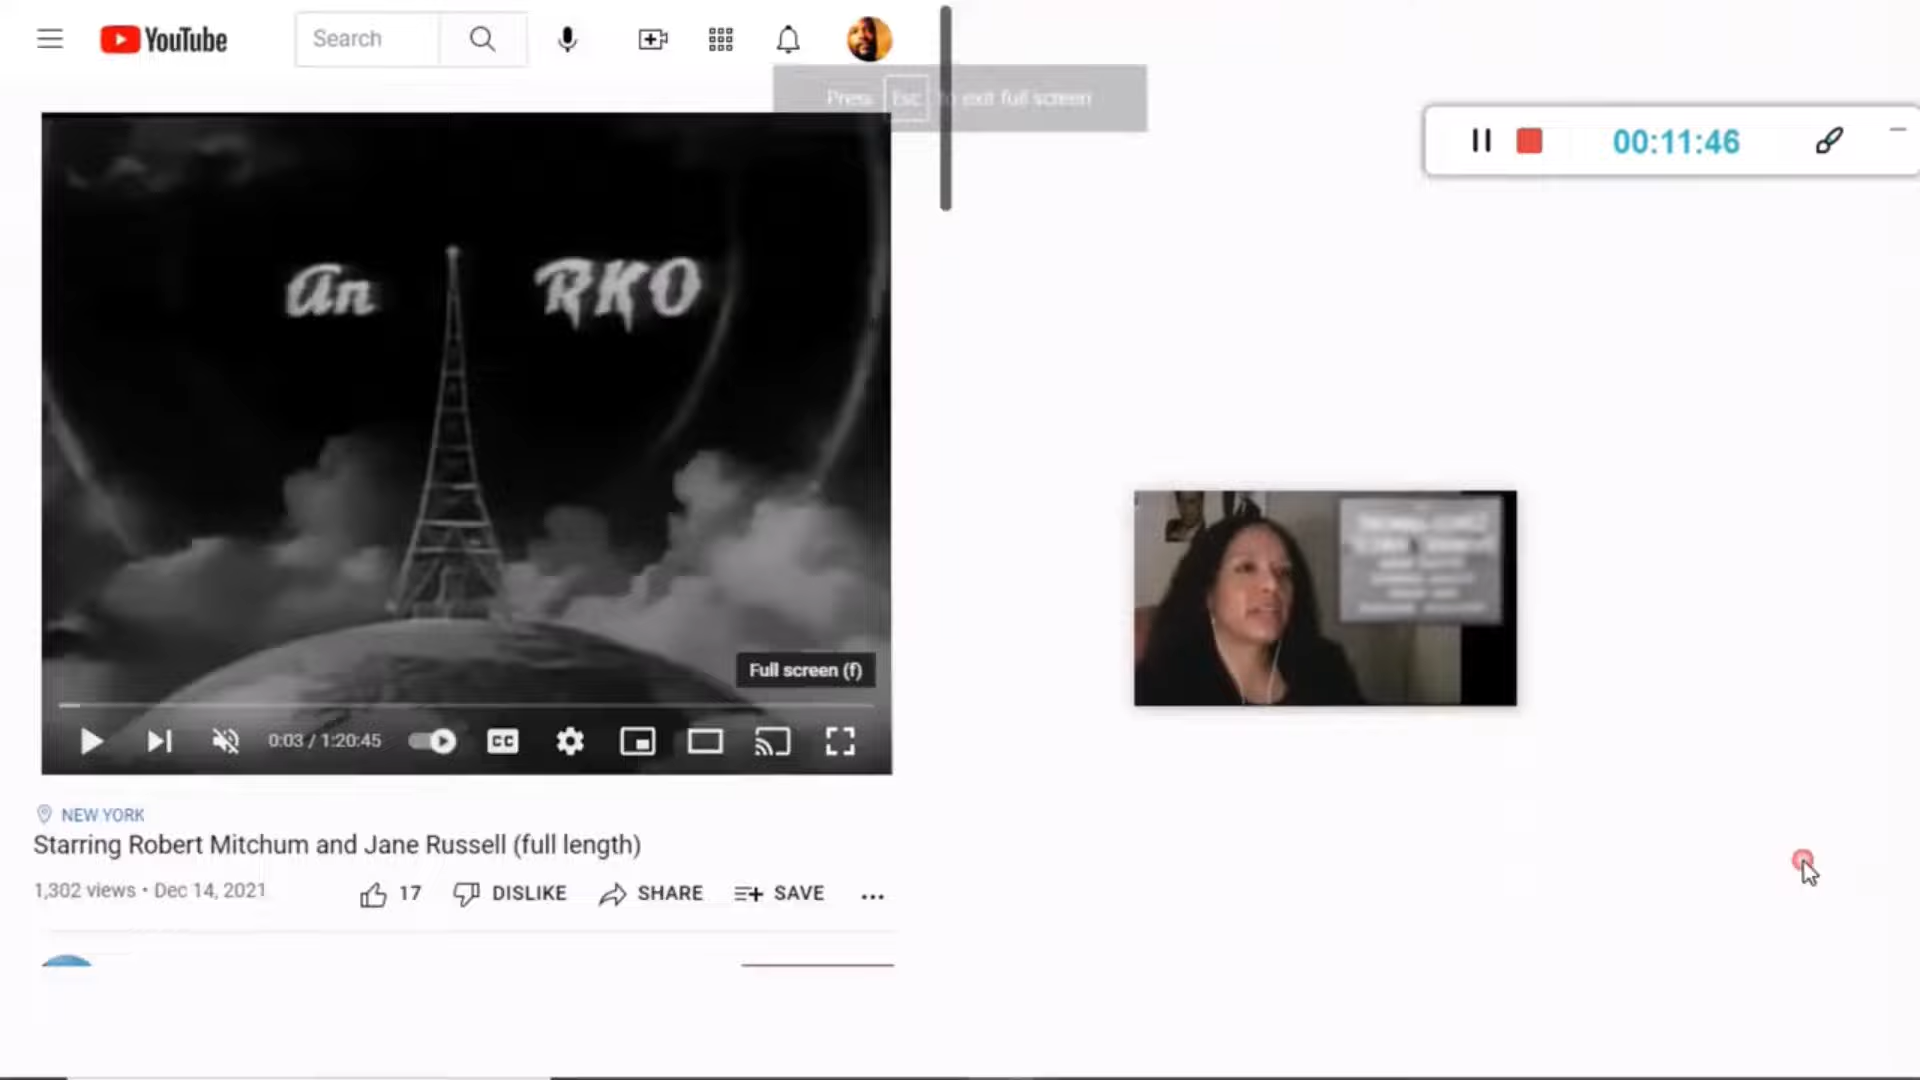 YouTube
Search
Press Esc to exit full screen
00:11:46
An RKO
Full screen (f)
0:03 / 1:20:45
CC
NEW YORK
Starring Robert Mitchum and Jane Russell (full length)
1,302 views • Dec 14, 2021
17 DISLIKE SHARE SAVE ...